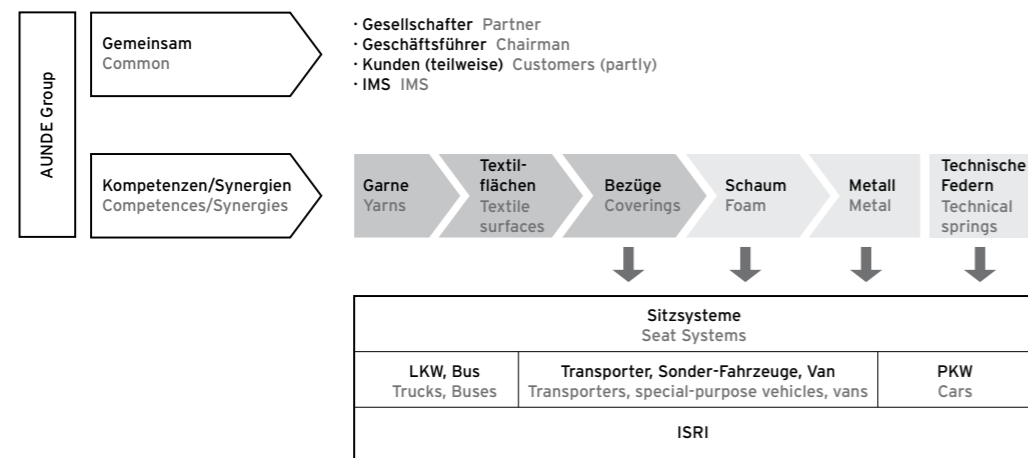 AUNDE Group
Gemeinsam
Common
· Gesellschafter Partner
· Geschäftsführer Chairman
· Kunden (teilweise) Customers (partly)
· IMS IMS
Kompetenzen/Synergien
Competences/Synergies
Garne
Yarns
Textil-
flächen
Textile
surfaces
Bezüge
Coverings
Schaum
Foam
Metall
Metal
Technische
Federn
Technical
springs
Sitzsysteme
Seat Systems
LKW, Bus
Trucks, Buses
Transporter, Sonder-Fahrzeuge, Van
Transporters, special-purpose vehicles, vans
PKW
Cars
ISRI